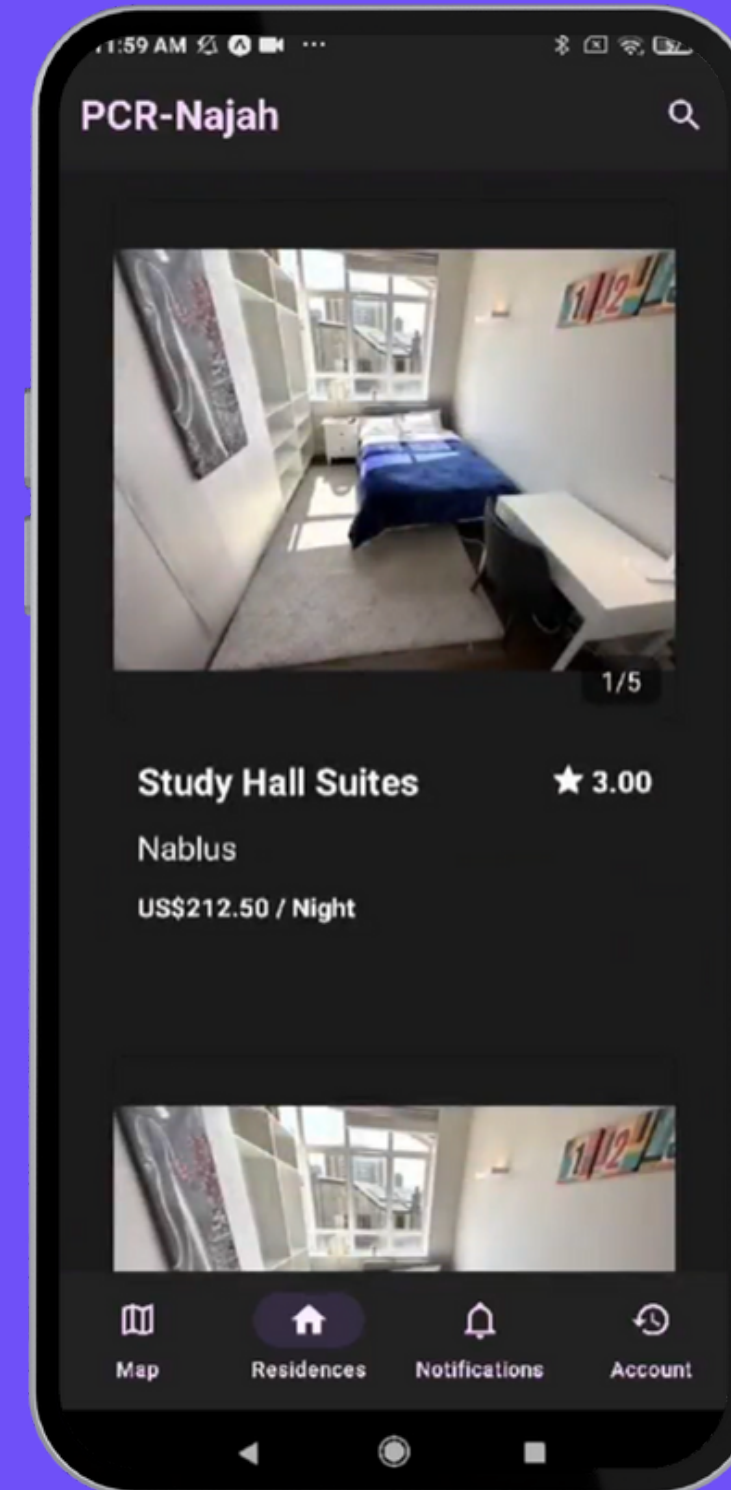 11:59 AM
PCR-Najah
1/5
Study Hall Suites
3.00
Nablus
US$212.50 / Night
Map
Residences
Notifications
Account